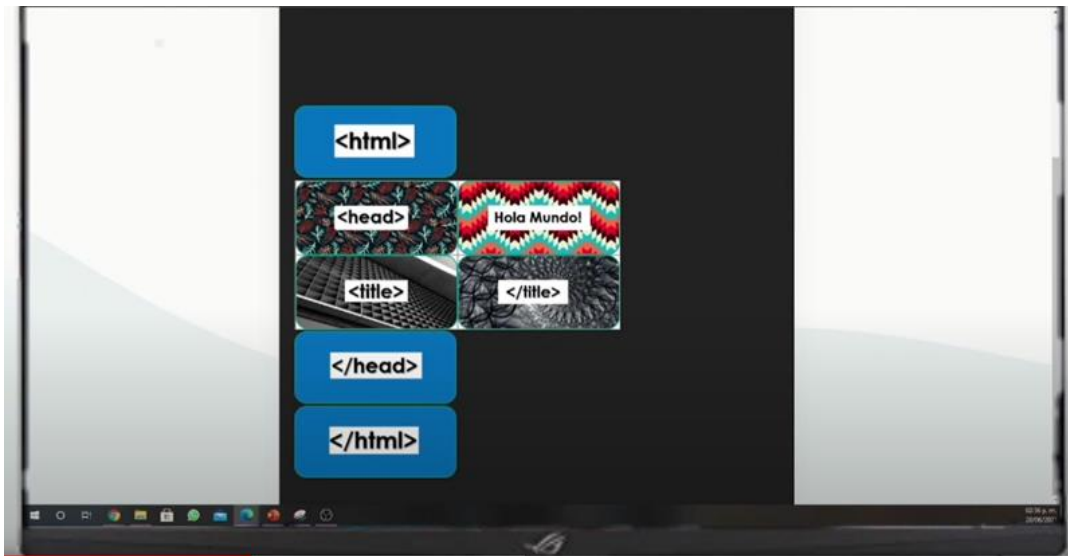 <html>
<head> Hola Mundo!
<title> </title>
</head>
</html>